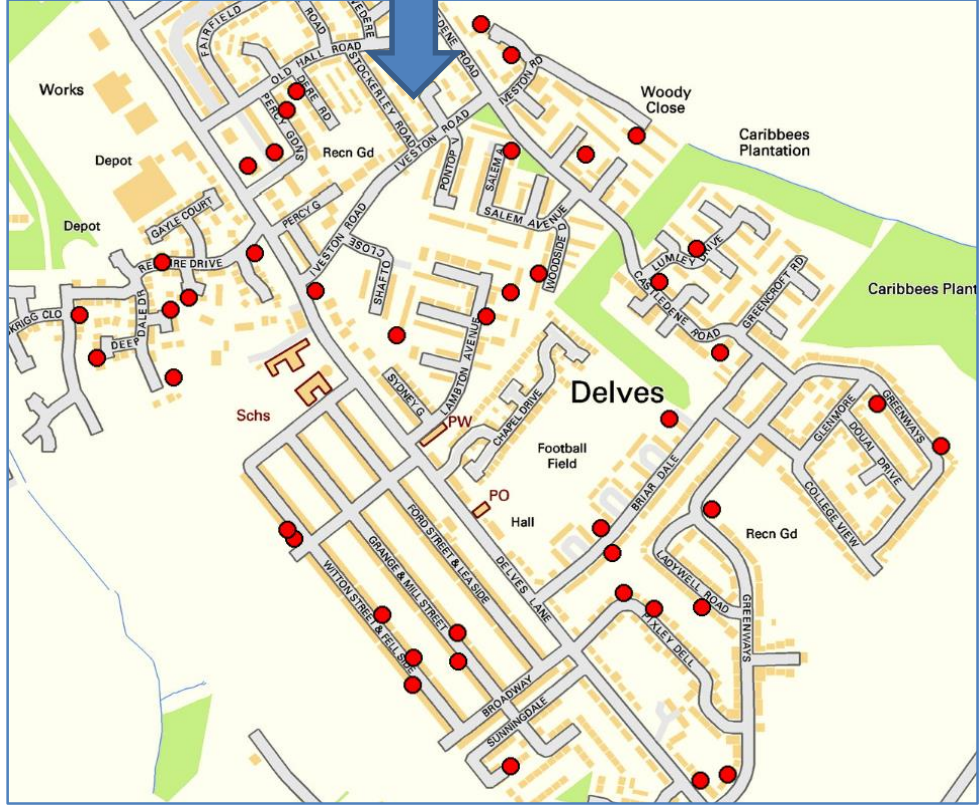 FAIRFIELD
ROAD
OLD HALL ROAD
STOCKERLEY ROAD
EDENE ROAD
IVESTON RD
Works
DERE RD
PERCY GDNS
Woody
Close
Depot
Recn Gd
IVESTON ROAD
PONTOP
SALEM A
Caribbees
Plantation
GAYLE COURT
PERCY G
SALEM AVENUE
Depot
WOODSIDE D
IVESTON ROAD
SHAFTO
CLOSE
LUMLEY DRIVE
CASTLEDENE ROAD
GREENCROFT RD
Caribbees Plant
SKRIGG CLO
DEEP
DALE
LAMBTON AVENUE
SYDNEY G
Schs
PW
CHAPEL DRIVE
Delves
GLENMORE
GREENWAYS
DOUAI DRIVE
COLLEGE VIEW
Football
Field
BRIAR DALE
PO
Hall
Recn Gd
FORD STREET & LEA SIDE
GRANGE & MILL STREET
WITTON STREET & FELL SIDE
DELVES LANE
LADYWELL ROAD
GREENWAYS
PIXLEY DELL
BROADWAY
SUNNINGDALE